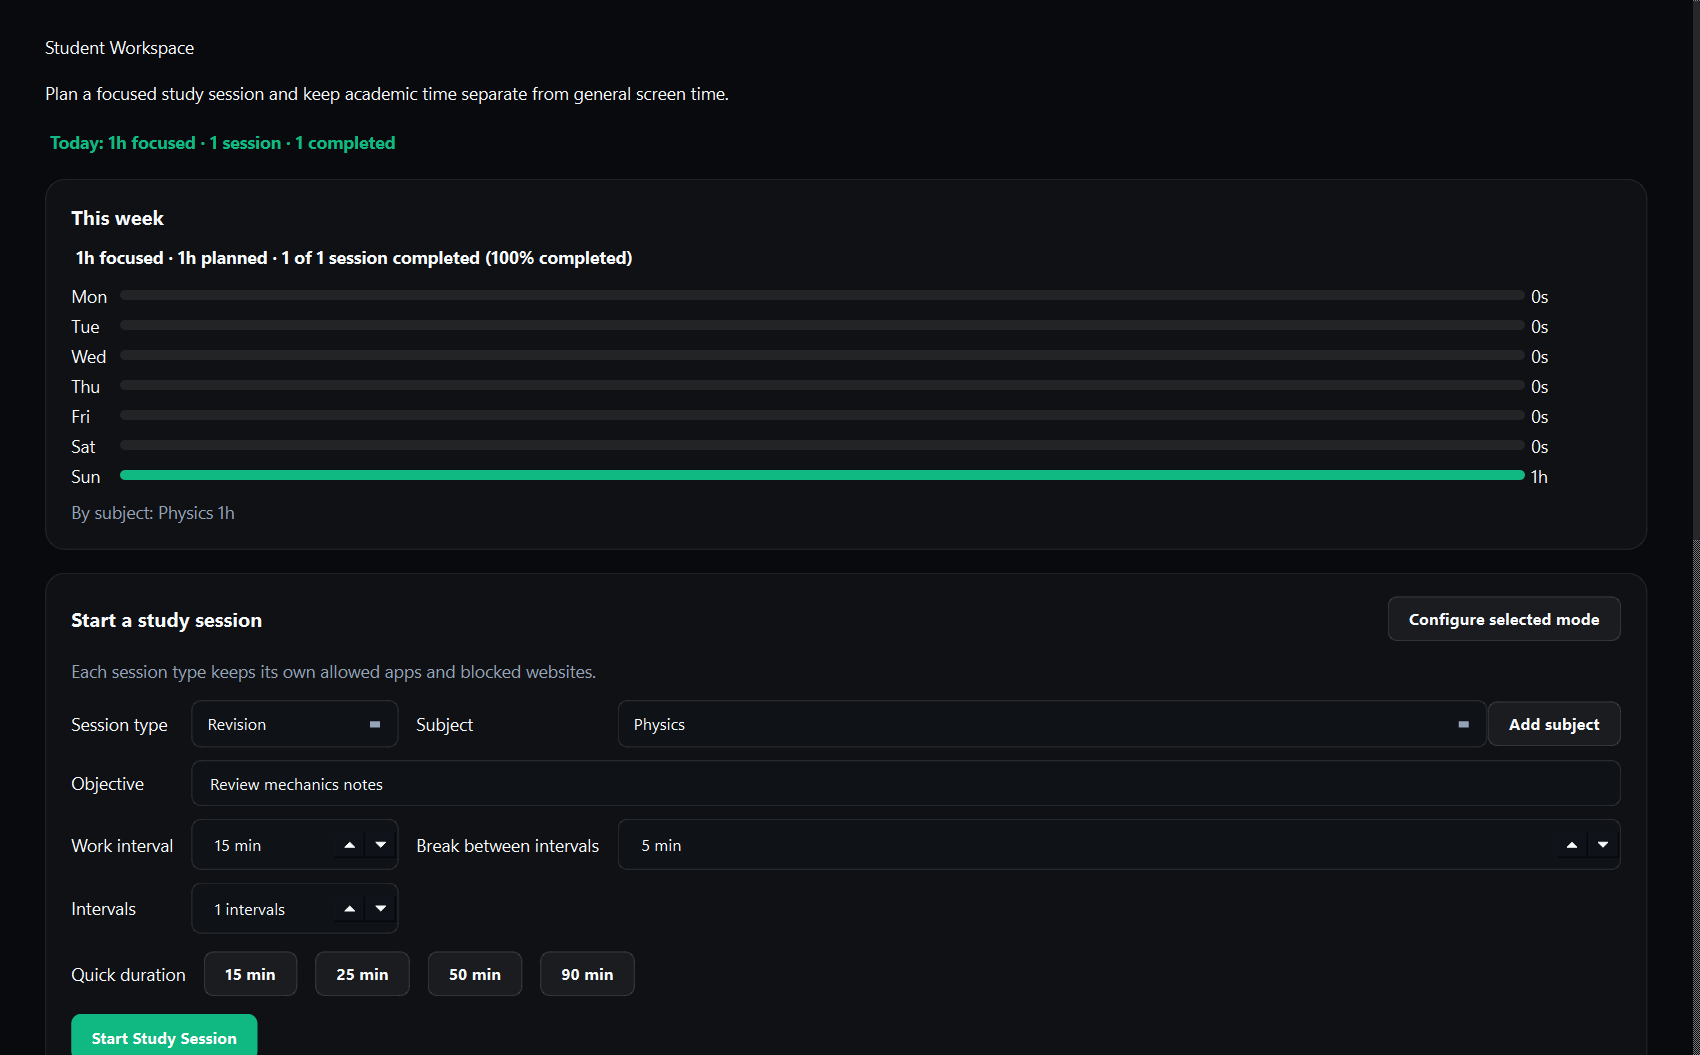 Student Workspace
Plan a focused study session and keep academic time separate from general screen time.
Today: 1h focused · 1 session · 1 completed
This week
1h focused · 1h planned · 1 of 1 session completed (100% completed)
Mon 0s
Tue 0s
Wed 0s
Thu 0s
Fri 0s
Sat 0s
Sun 1h
By subject: Physics 1h
Start a study session Configure selected mode
Each session type keeps its own allowed apps and blocked websites.
Session type Revision Subject Physics Add subject
Objective Review mechanics notes
Work interval 15 min Break between intervals 5 min
Intervals 1 intervals
Quick duration 15 min 25 min 50 min 90 min
Start Study Session